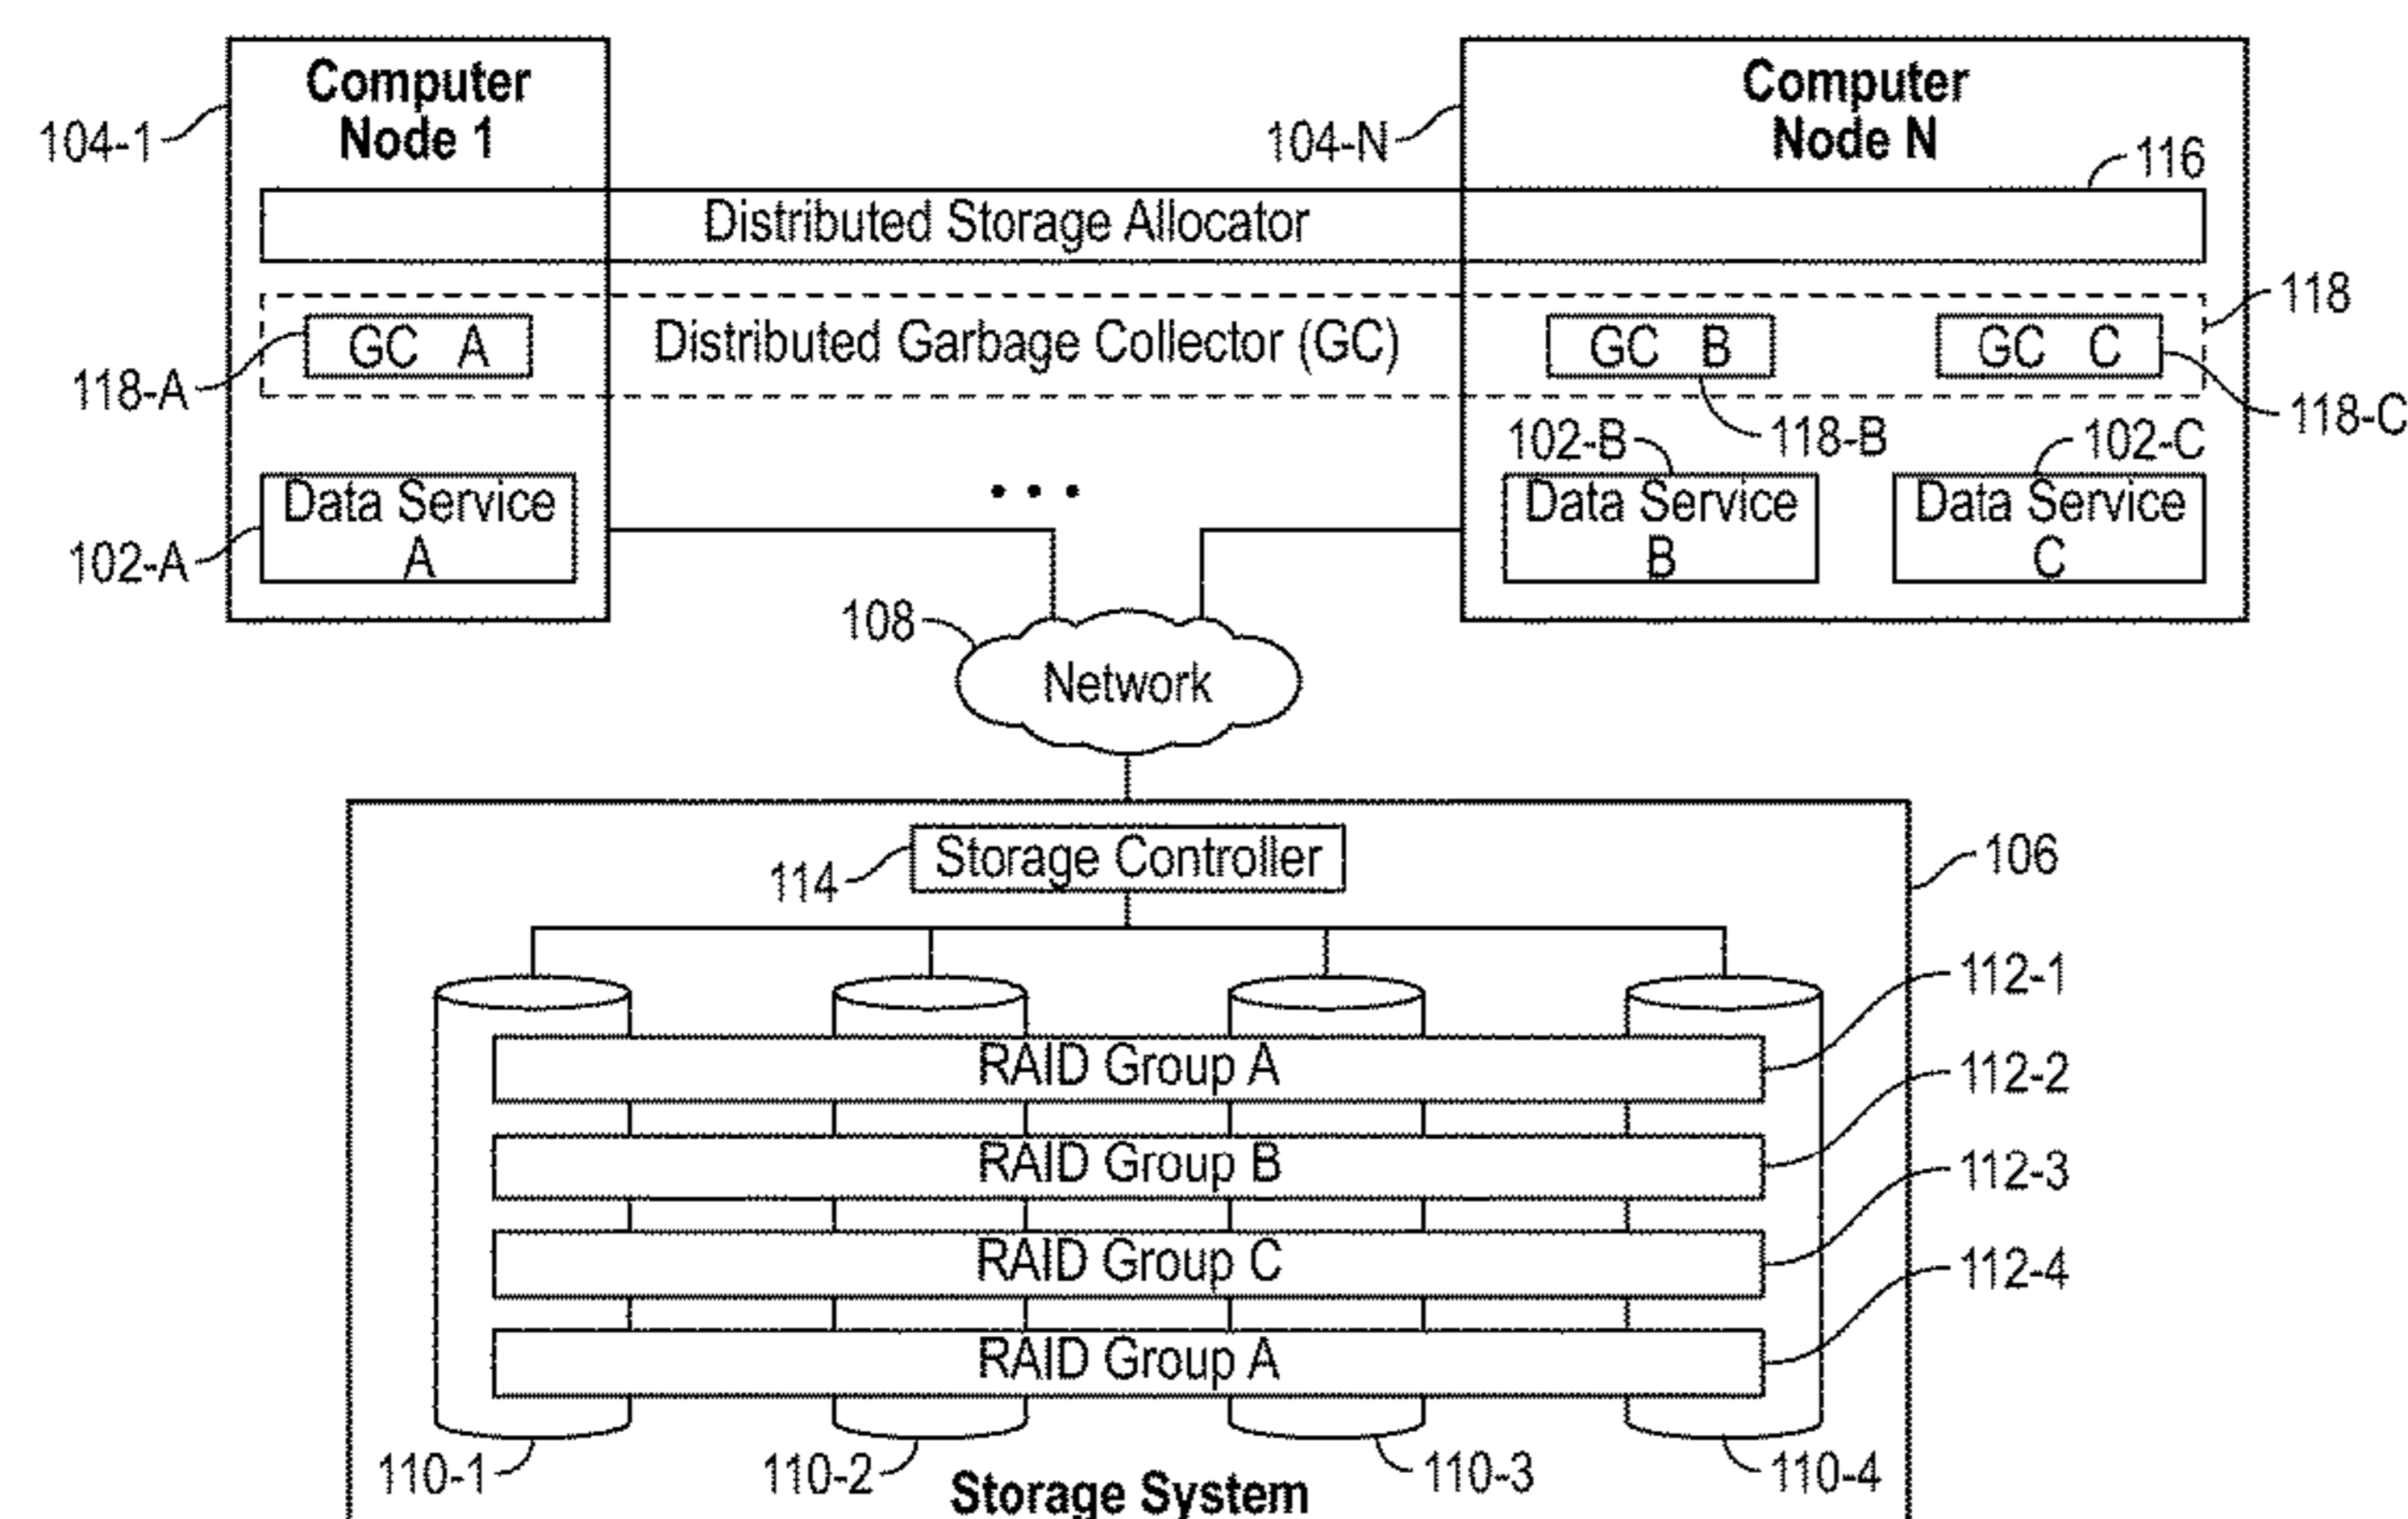 Computer
Node 1
104-1
Computer
Node N
104-N
116
Distributed Storage Allocator
118
GC A
Distributed Garbage Collector (GC)
GC B
GC C
118-A
118-B
118-C
102-B
102-C
Data Service
A
102-A
• • •
Data Service
B
Data Service
C
108
Network
Storage Controller
114
106
112-1
RAID Group A
112-2
RAID Group B
112-3
RAID Group C
112-4
RAID Group A
110-1
110-2
110-3
110-4
Storage System